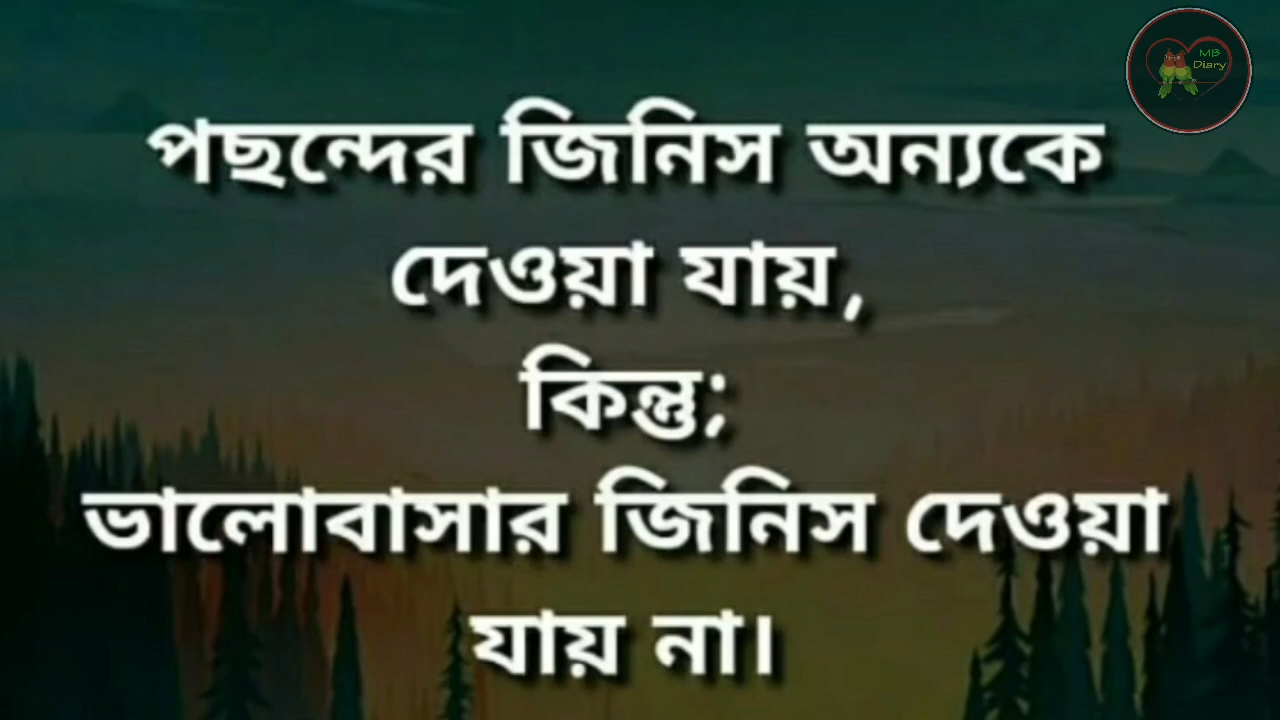 MB
Diary
পছন্দের জিনিস অন্যকে
দেওয়া যায়,
কিন্তু;
ভালোবাসার জিনিস দেওয়া
যায় না।